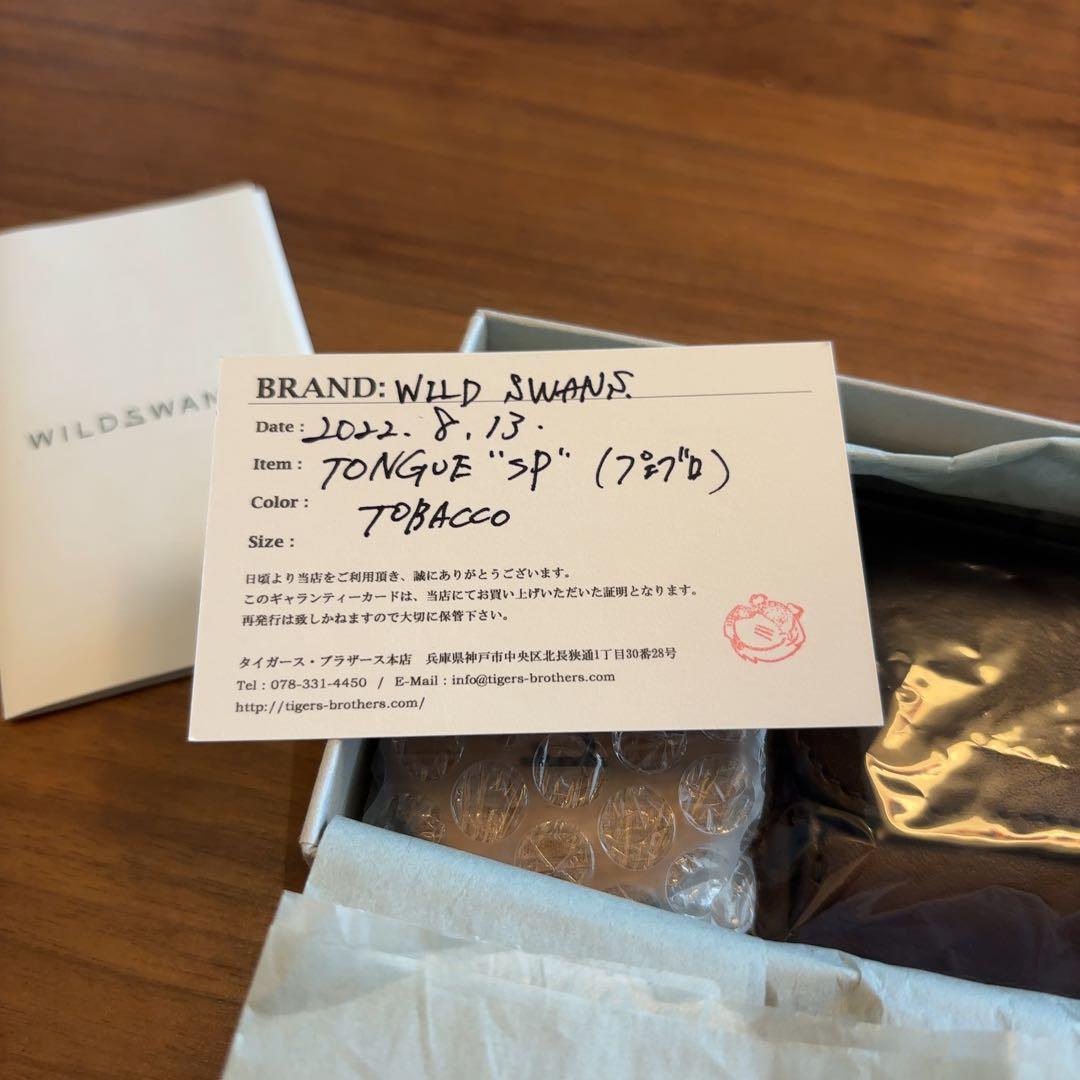 WILDSWAN
BRAND: WILD SWANS.
Date : 2022. 8. 13.
Item : TONGUE "SP" (プエブロ)
Color : TOBACCO
Size :
日頃より当店をご利用頂き、誠にありがとうございます。
このギャランティーカードは、当店にてお買い上げいただいた証明となります。
再発行は致しかねますので大切に保管下さい。
タイガース・ブラザース本店 兵庫県神戸市中央区北長狭通1丁目30番28号
Tel : 078-331-4450 / E-Mail : info@tigers-brothers.com
http://tigers-brothers.com/